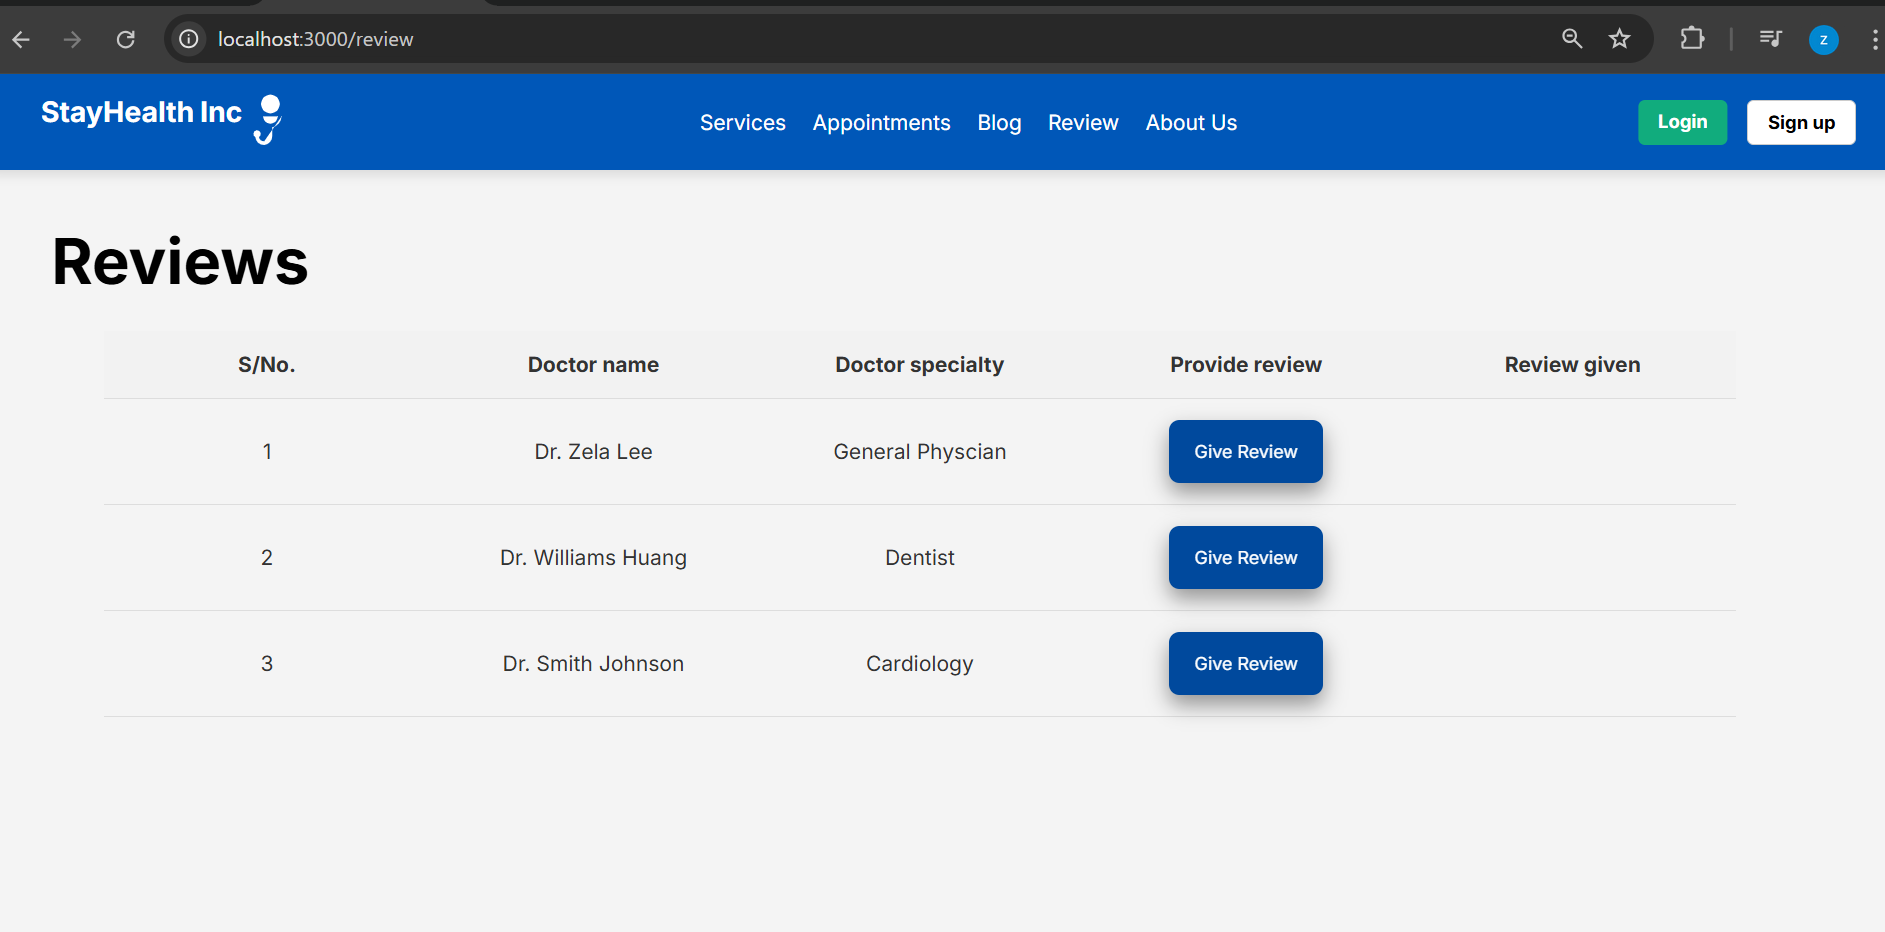 localhost:3000/review
z
StayHealth Inc
Services Appointments Blog Review About Us
Login Sign up
Reviews
S/No. Doctor name Doctor specialty Provide review Review given
1 Dr. Zela Lee General Physcian Give Review
2 Dr. Williams Huang Dentist Give Review
3 Dr. Smith Johnson Cardiology Give Review